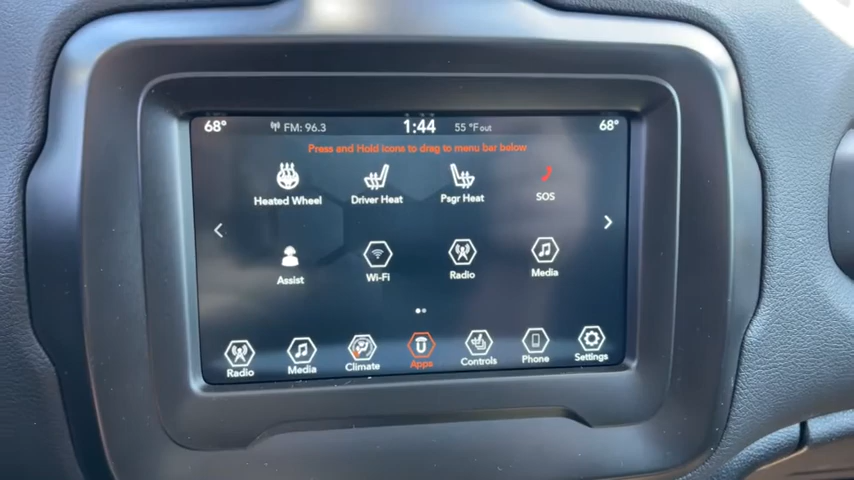 68° FM: 96.3 1:44 55 °F out 68°
Press and Hold icons to drag to menu bar below
Heated Wheel Driver Heat Psgr Heat SOS
Assist Wi-Fi Radio Media
Radio Media Climate Apps Controls Phone Settings